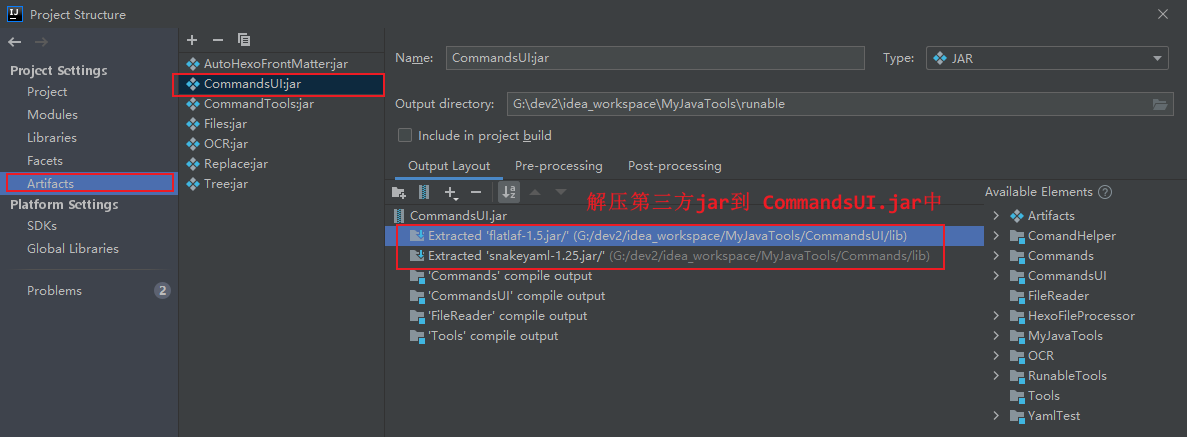 Project Structure
Project Settings
Project
Modules
Libraries
Facets
Artifacts
Platform Settings
SDKs
Global Libraries
Problems 2
AutoHexoFrontMatter:jar
CommandsUI:jar
CommandTools:jar
Files:jar
OCR:jar
Replace:jar
Tree:jar
Name: CommandsUI:jar Type: JAR
Output directory: G:\dev2\idea_workspace\MyJavaTools\runable
Include in project build
Output Layout Pre-processing Post-processing
解压第三方jar到 CommandsUI.jar中
CommandsUI.jar
Extracted 'flatlaf-1.5.jar/' (G:/dev2/idea_workspace/MyJavaTools/CommandsUI/lib)
Extracted 'snakeyaml-1.25.jar/' (G:/dev2/idea_workspace/MyJavaTools/Commands/lib)
'Commands' compile output
'CommandsUI' compile output
'FileReader' compile output
'Tools' compile output
Available Elements ?
Artifacts
ComandHelper
Commands
CommandsUI
FileReader
HexoFileProcessor
MyJavaTools
OCR
RunableTools
Tools
YamlTest